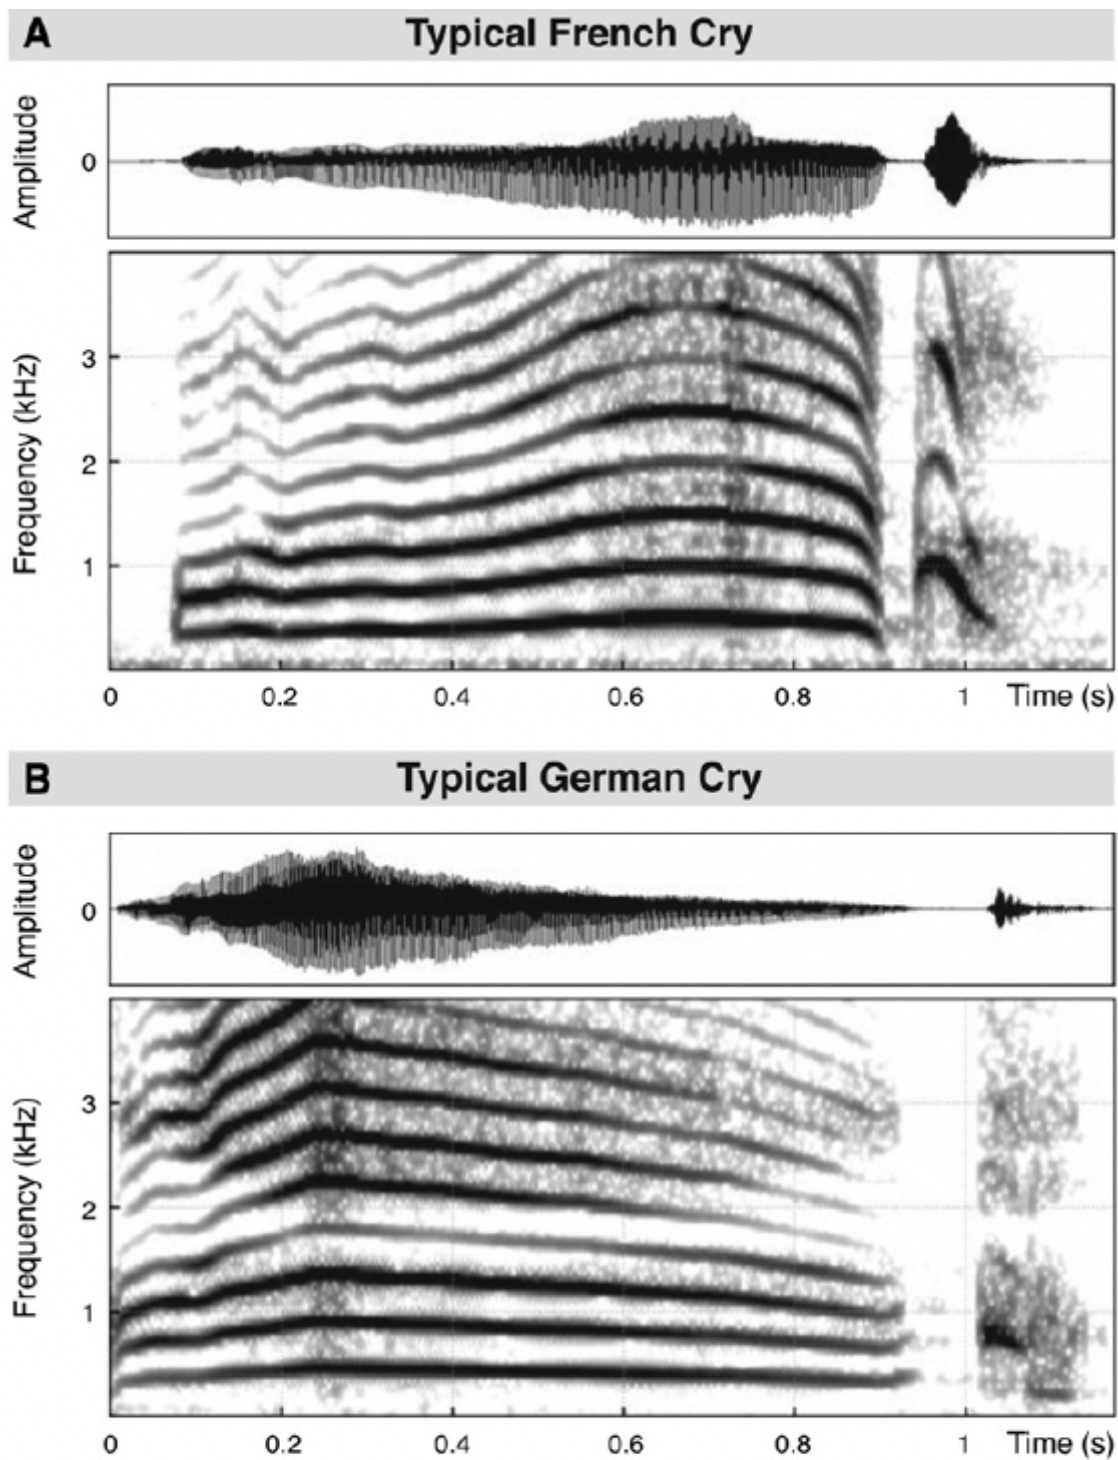 A Typical French Cry
Amplitude
0
Frequency (kHz)
3
2
1
0 0.2 0.4 0.6 0.8 1 Time (s)
B Typical German Cry
Amplitude
0
Frequency (kHz)
3
2
1
0 0.2 0.4 0.6 0.8 1 Time (s)